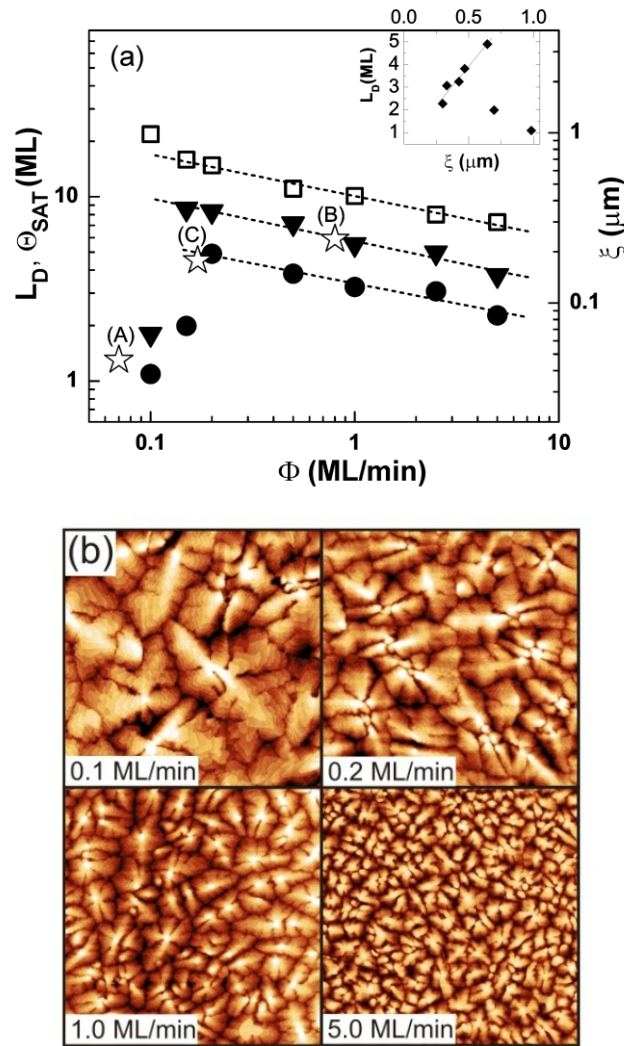 (a)
0.0 0.5 1.0
5
4
3
2
1
L_D(ML)
ξ (μm)
L_D, Θ_SAT (ML)
10
1
1
0.1
ξ (μm)
(B)
(C)
(A)
0.1 1 10
Φ (ML/min)
(b)
0.1 ML/min 0.2 ML/min
1.0 ML/min 5.0 ML/min